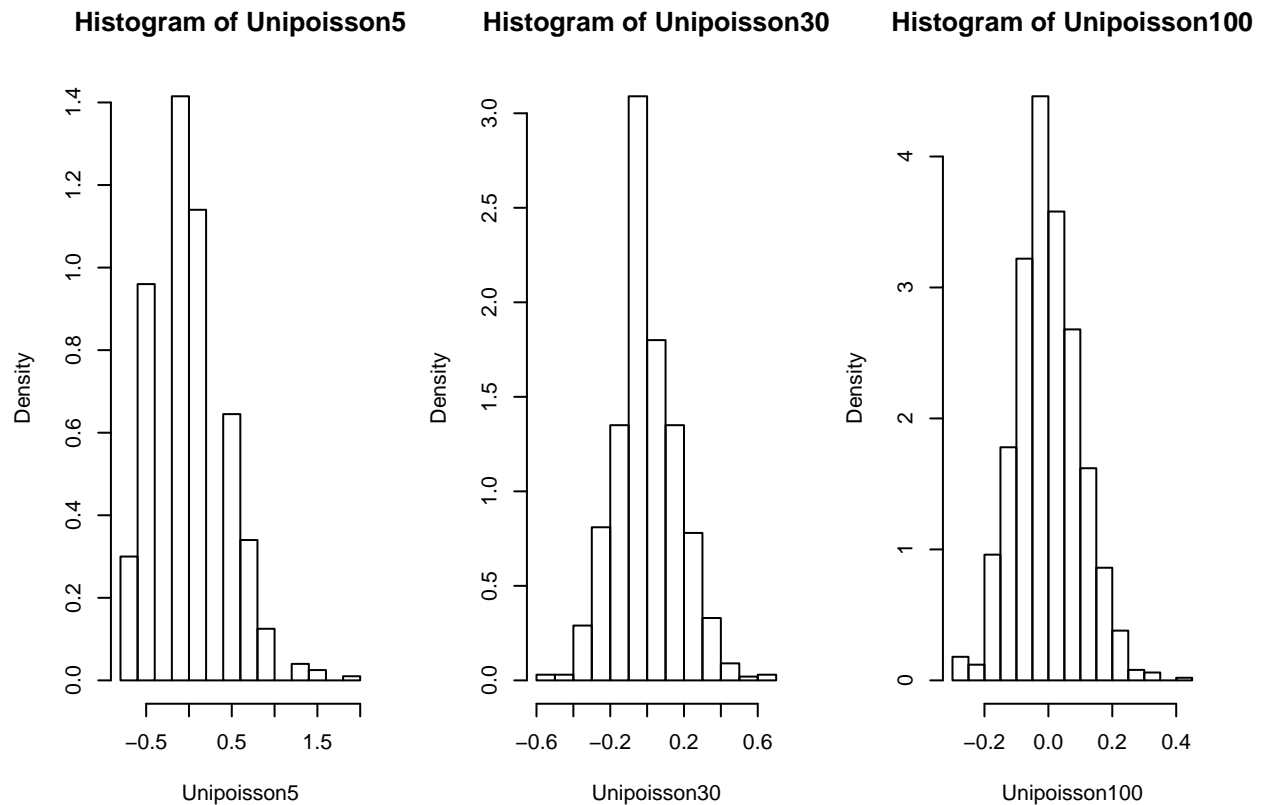 Histogram of Unipoisson5
Density
0.0 0.2 0.4 0.6 0.8 1.0 1.2 1.4
−0.5 0.5 1.5
Unipoisson5
Histogram of Unipoisson30
Density
0.0 0.5 1.0 1.5 2.0 2.5 3.0
−0.6 −0.2 0.2 0.6
Unipoisson30
Histogram of Unipoisson100
Density
0 1 2 3 4
−0.2 0.0 0.2 0.4
Unipoisson100